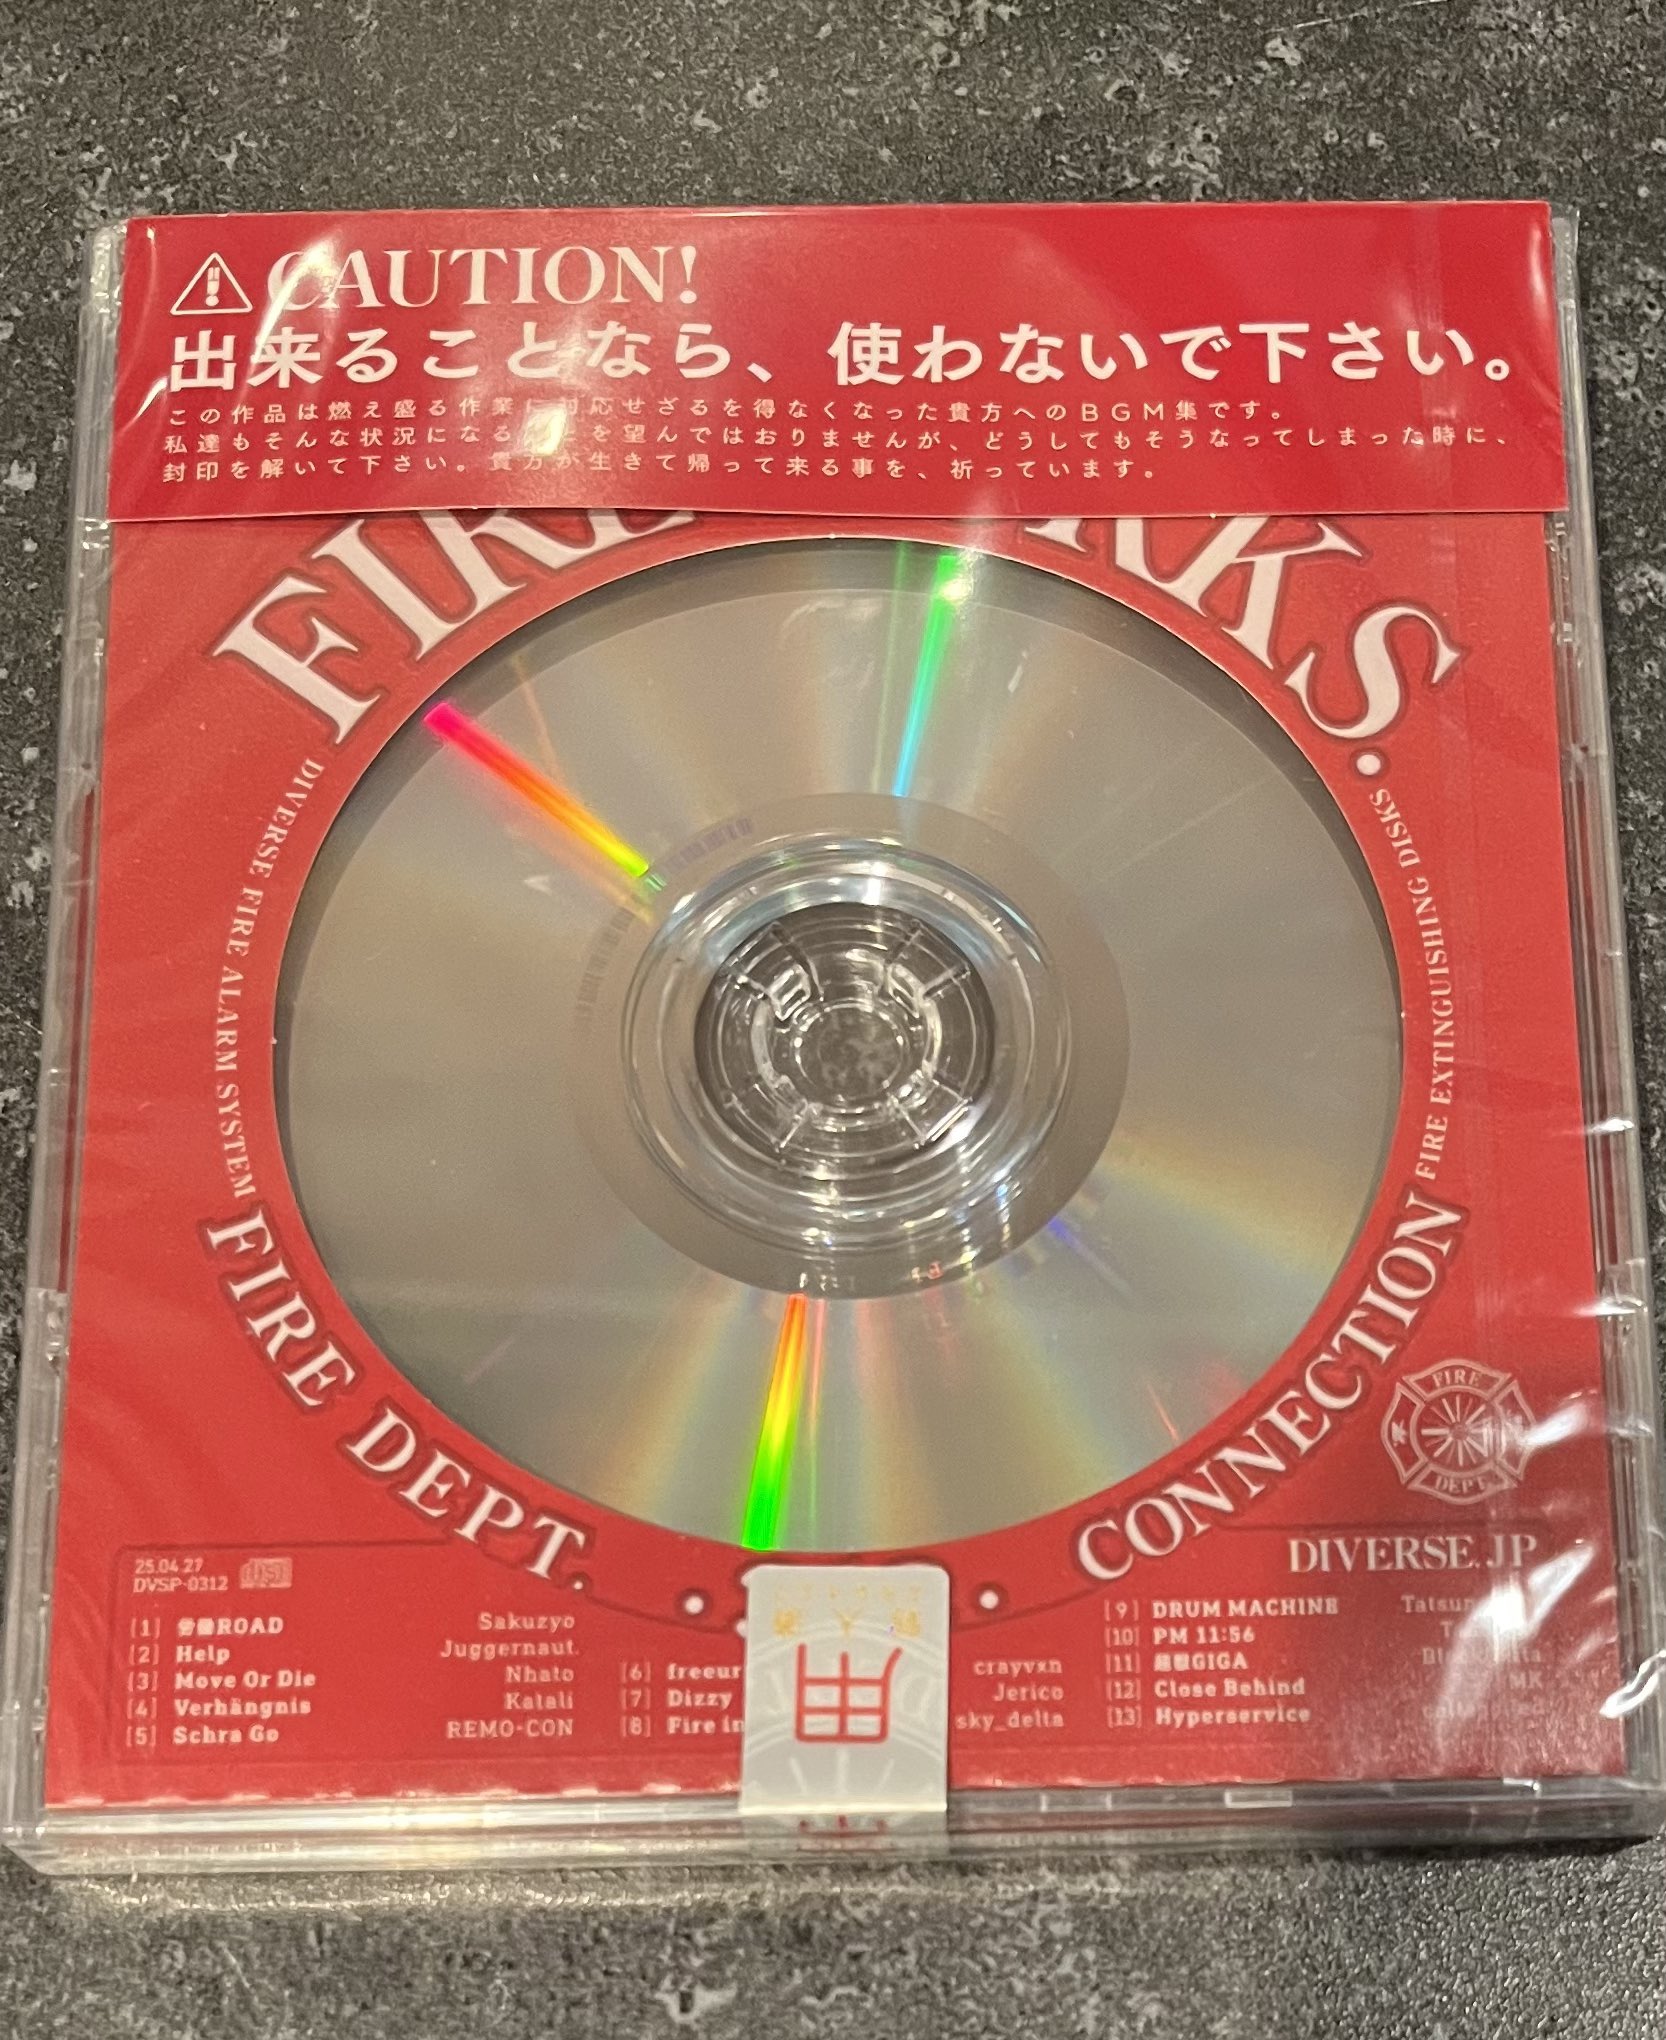 CAUTION!
出来ることなら、使わないで下さい。
この作品は燃え盛る作業に対応せざるを得なくなった貴方へのBGM集です。
私達もそんな状況になる を望んではおりませんが、どうしてもそうなってしまった時に、
封印を解いて下さい。貴方が生きて帰って来る事を、祈っています。
DIVERSE FIRE ALARM SYSTEM
FIRE EXTINGUISHING DISKS
FIRE DEPT.
CONNECTION
FIRE
DEPT
DIVERSE.JP
25.04.27
DVSP-0312
[1] ROAD Sakuzyo
[2] Help Juggernaut.
[3] Move Or Die Nhato
[4] Verhängnis Katali
[5] Schra Go REMO-CON
[6] crayvxn
[7] Dizzy Jerico
[8] Fire sky_delta
[9] DRUM MACHINE
[10] PM 11:56
[11] GIGA
[12] Close Behind
[13] Hyperservice